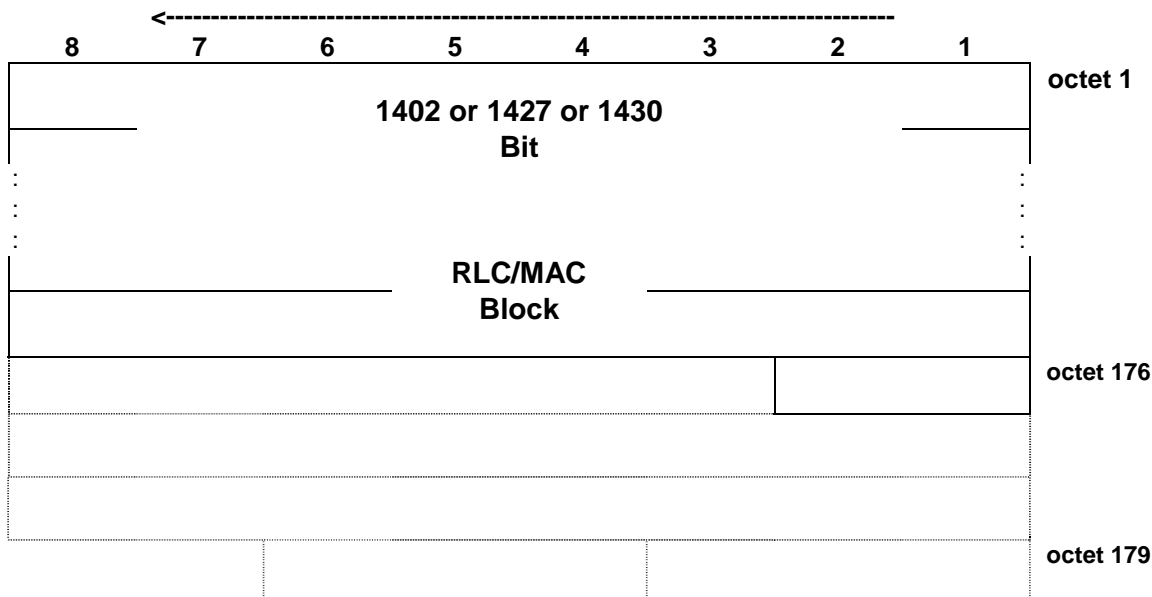 <---------------------------------------------------------------------------------
8 7 6 5 4 3 2 1
octet 1
1402 or 1427 or 1430
Bit
: :
: :
: :
RLC/MAC
Block
octet 176
octet 179